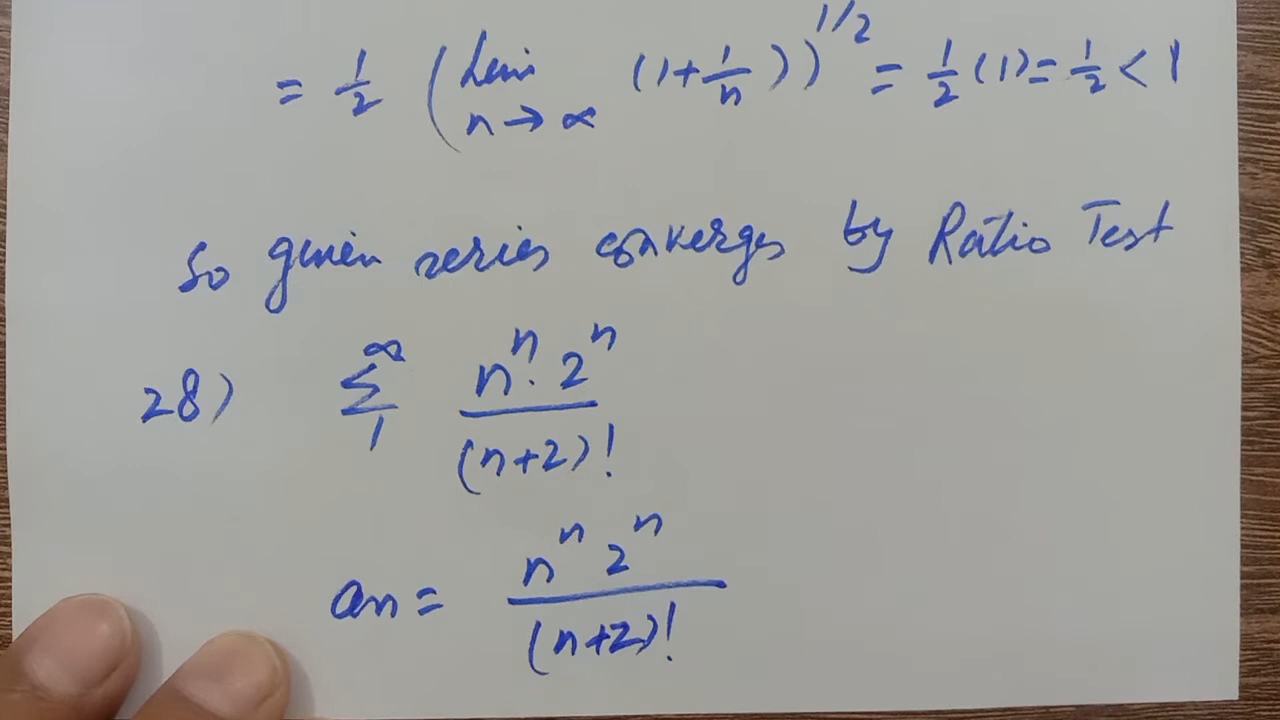 = 1/2 (Lim n→∞ (1+1/n))^1/2 = 1/2 (1) = 1/2 < 1
So given series converges by Ratio Test
28) ∑_1^∞ n^n · 2^n / (n+2)!
an = n^n 2^n / (n+2)!